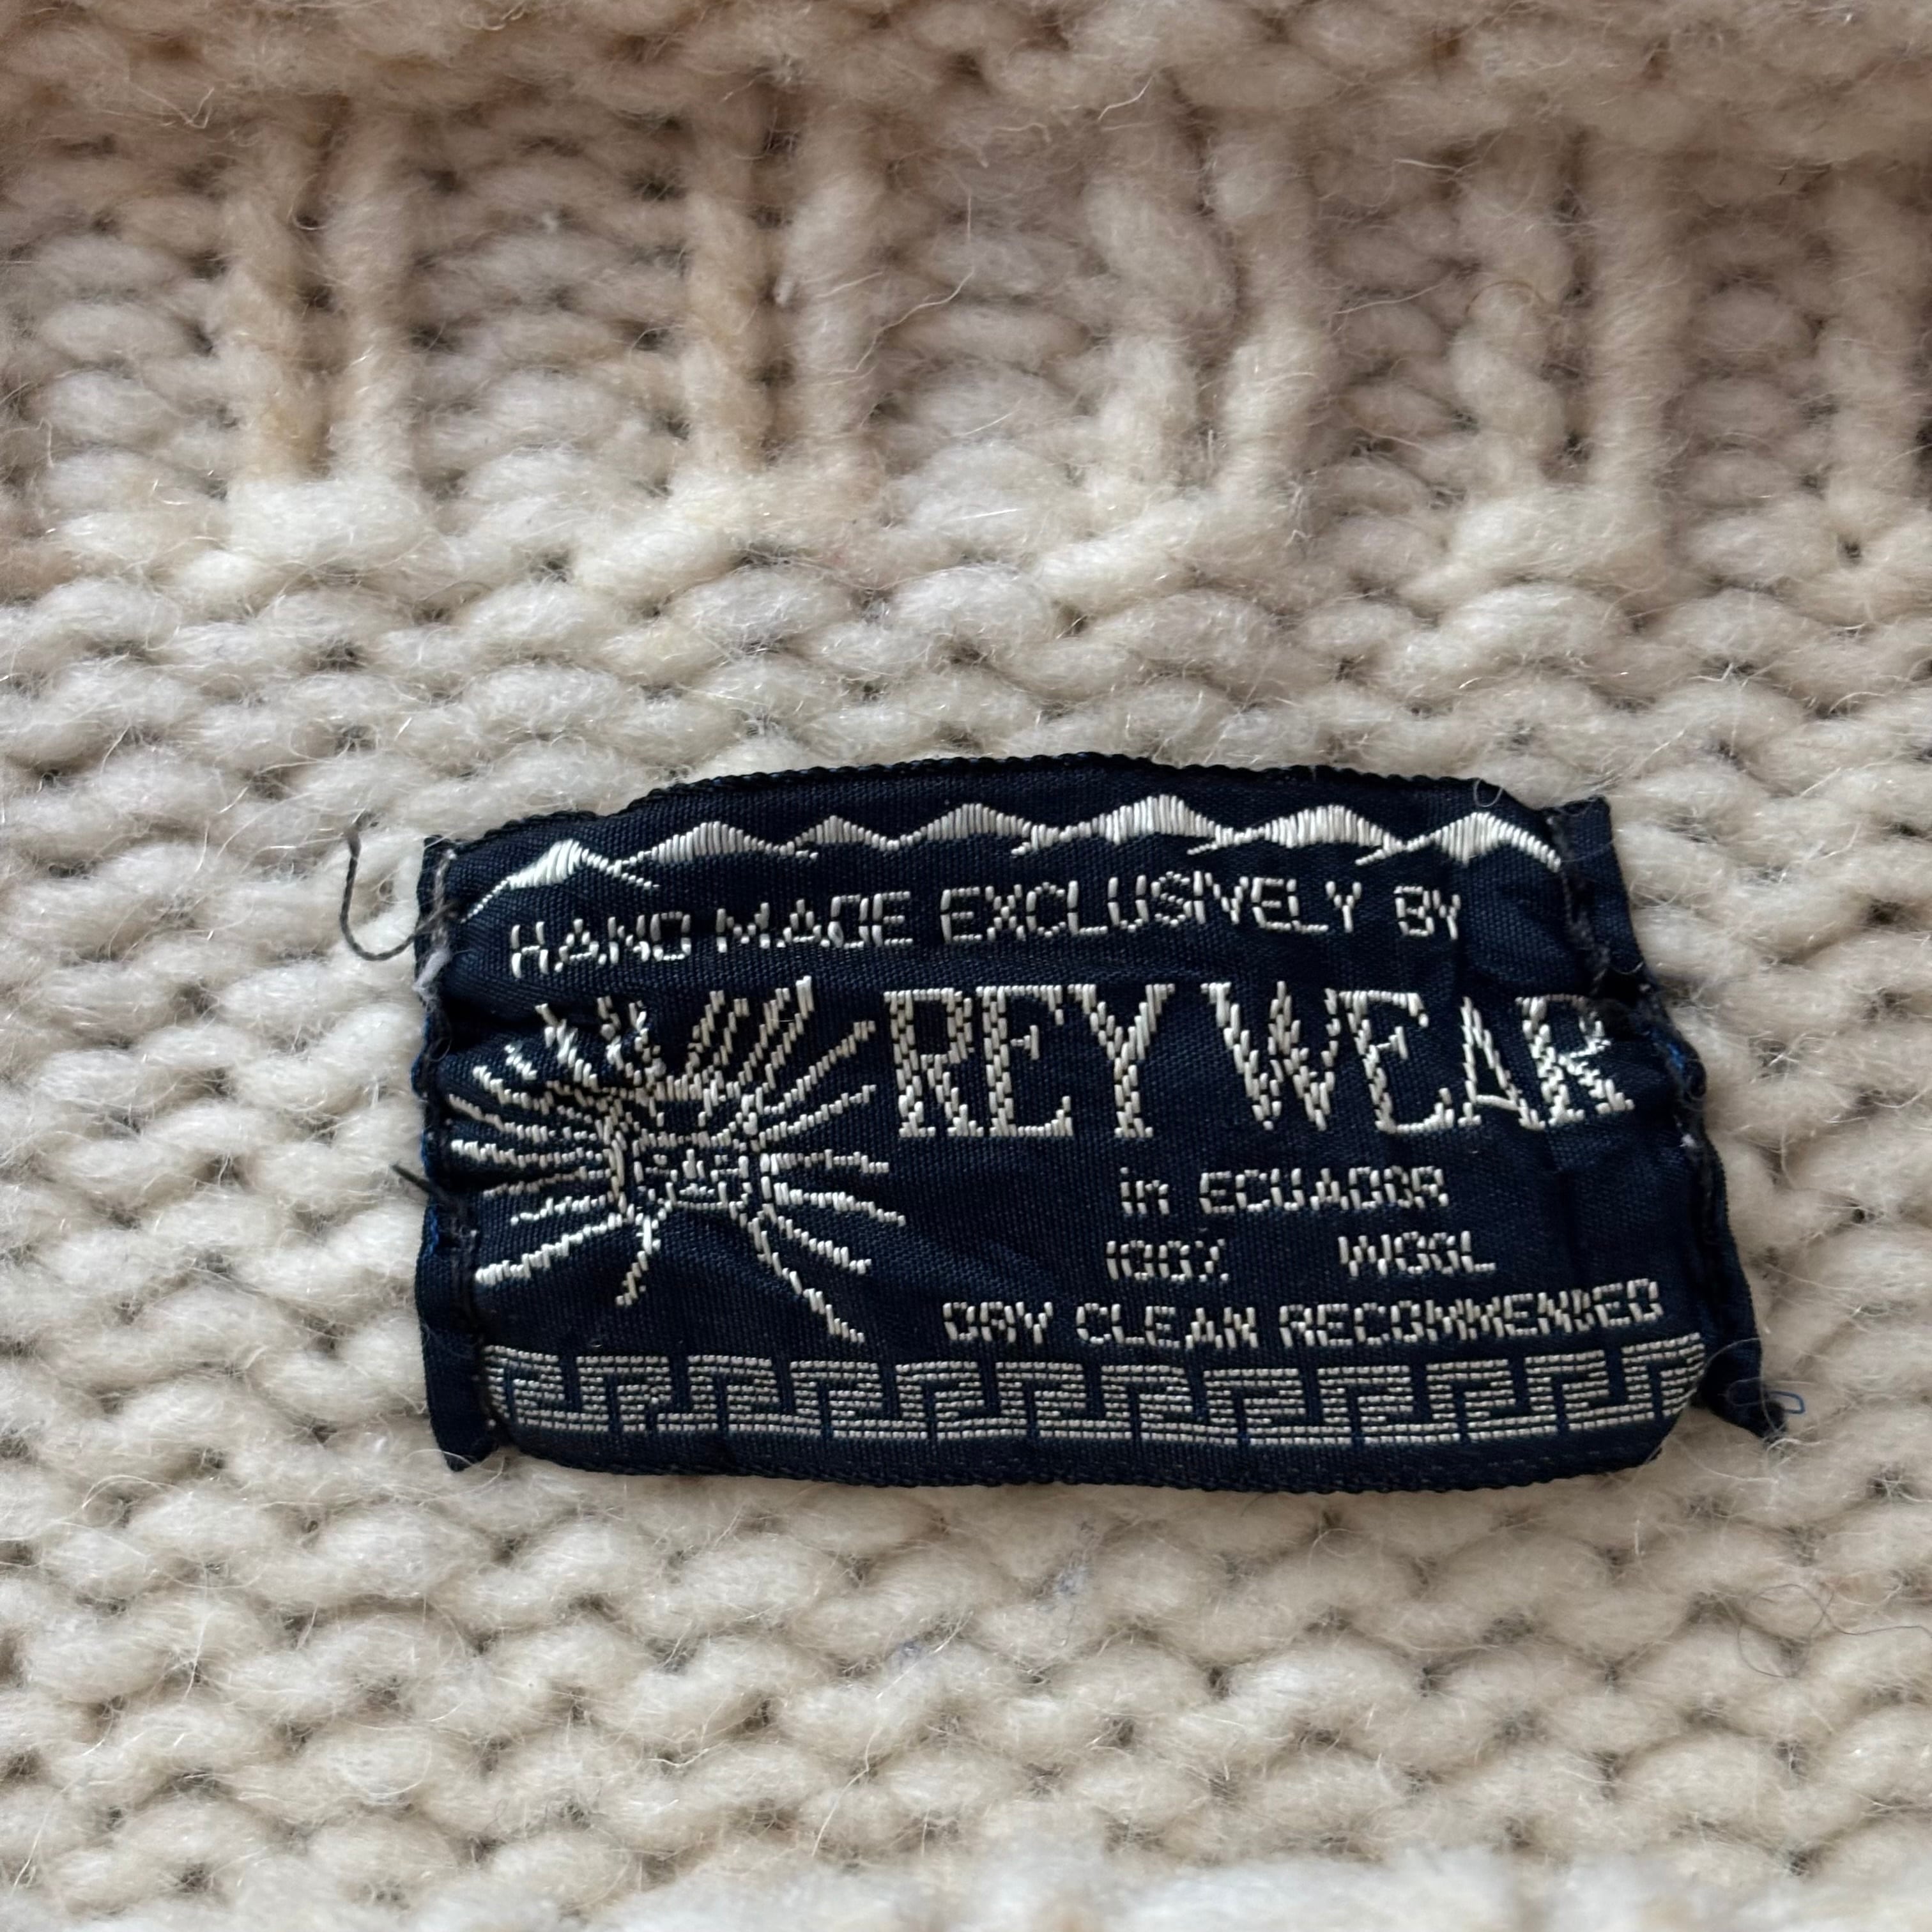 HAND MADE EXCLUSIVELY BY
REY WEAR
in ECUADOR
100% WOOL
DRY CLEAN RECOMMENDED